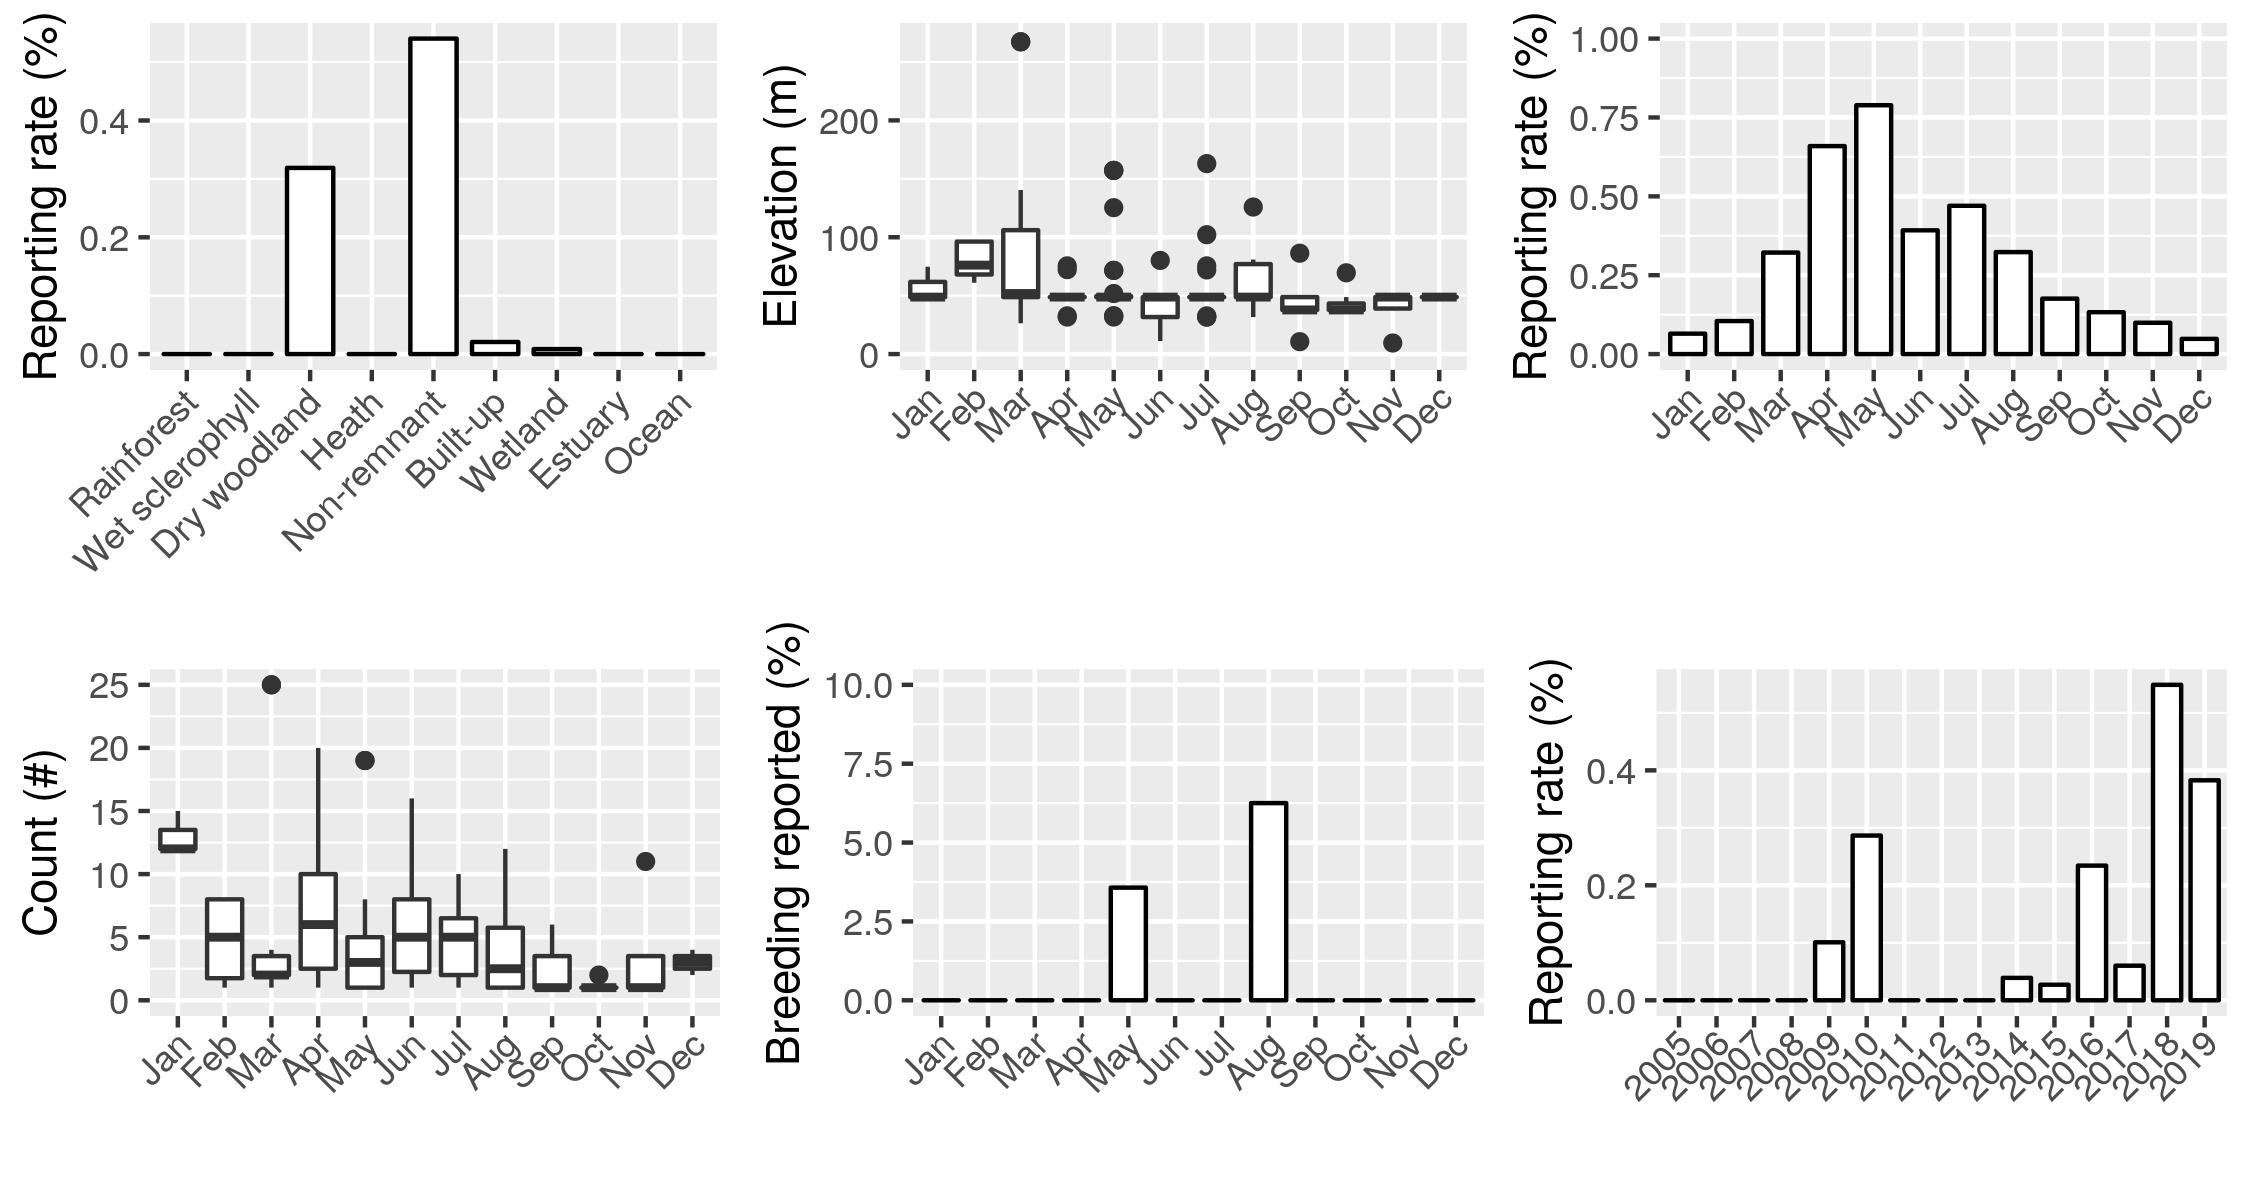 Reporting rate (%)
0.4
0.2
0.0
Rainforest
Wet sclerophyll
Dry woodland
Heath
Non-remnant
Built-up
Wetland
Estuary
Ocean
Elevation (m)
200
100
0
Jan
Feb
Mar
Apr
May
Jun
Jul
Aug
Sep
Oct
Nov
Dec
Reporting rate (%)
1.00
0.75
0.50
0.25
0.00
Jan
Feb
Mar
Apr
May
Jun
Jul
Aug
Sep
Oct
Nov
Dec
Count (#)
25
20
15
10
5
0
Jan
Feb
Mar
Apr
May
Jun
Jul
Aug
Sep
Oct
Nov
Dec
Breeding reported (%)
10.0
7.5
5.0
2.5
0.0
Jan
Feb
Mar
Apr
May
Jun
Jul
Aug
Sep
Oct
Nov
Dec
Reporting rate (%)
0.4
0.2
0.0
2005
2006
2007
2008
2009
2010
2011
2012
2013
2014
2015
2016
2017
2018
2019